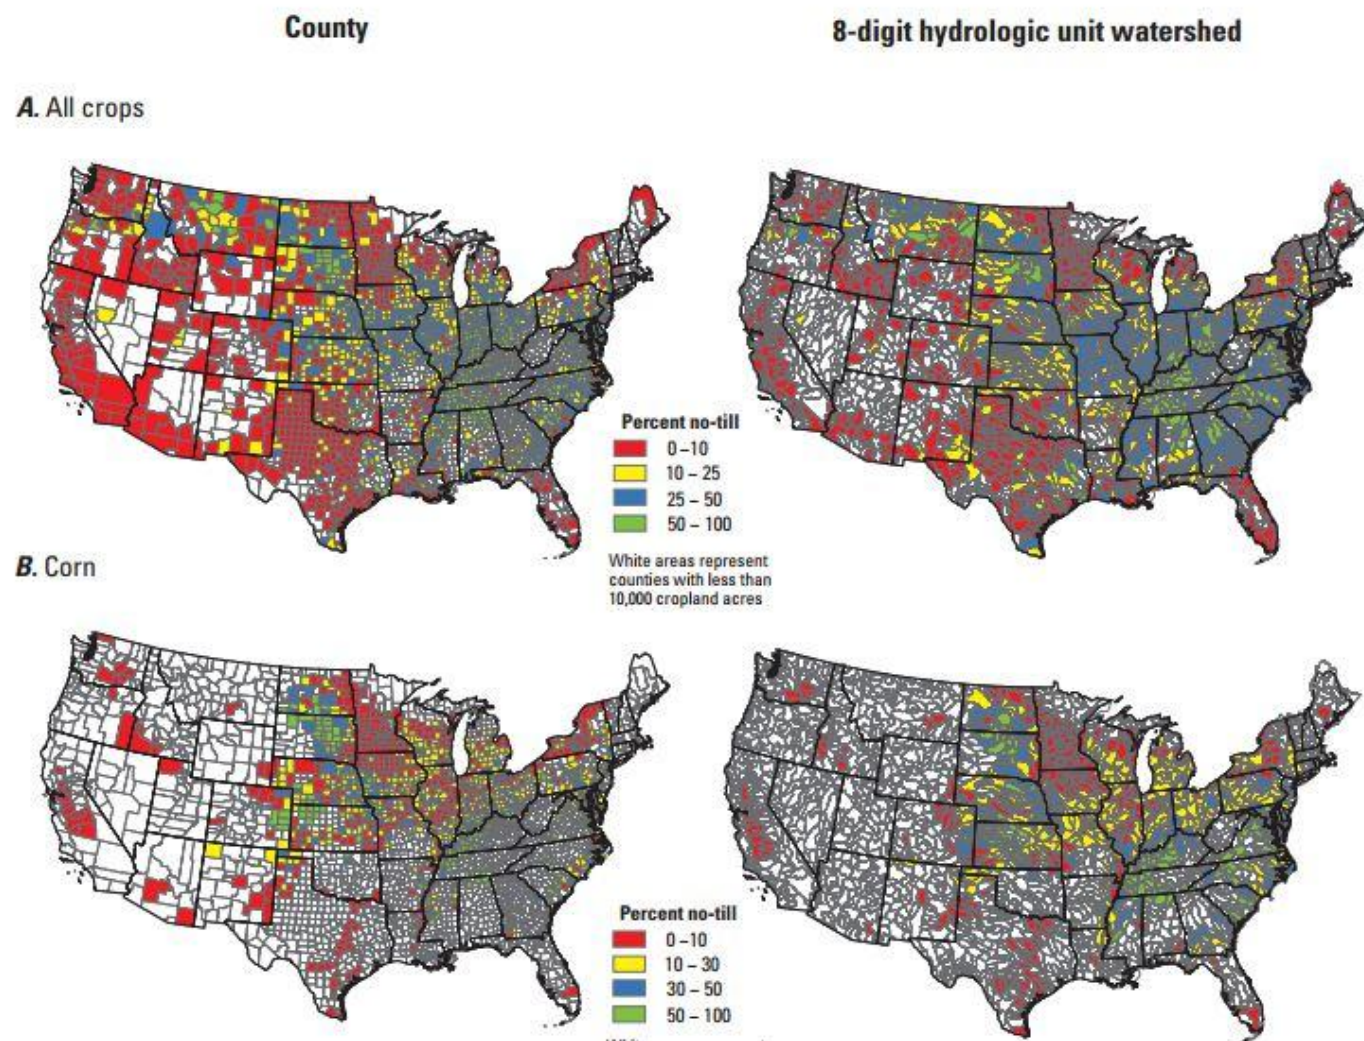 County
8-digit hydrologic unit watershed
A. All crops
Percent no-till
0 – 10
10 – 25
25 – 50
50 – 100
White areas represent
counties with less than
10,000 cropland acres
B. Corn
Percent no-till
0 – 10
10 – 30
30 – 50
50 – 100